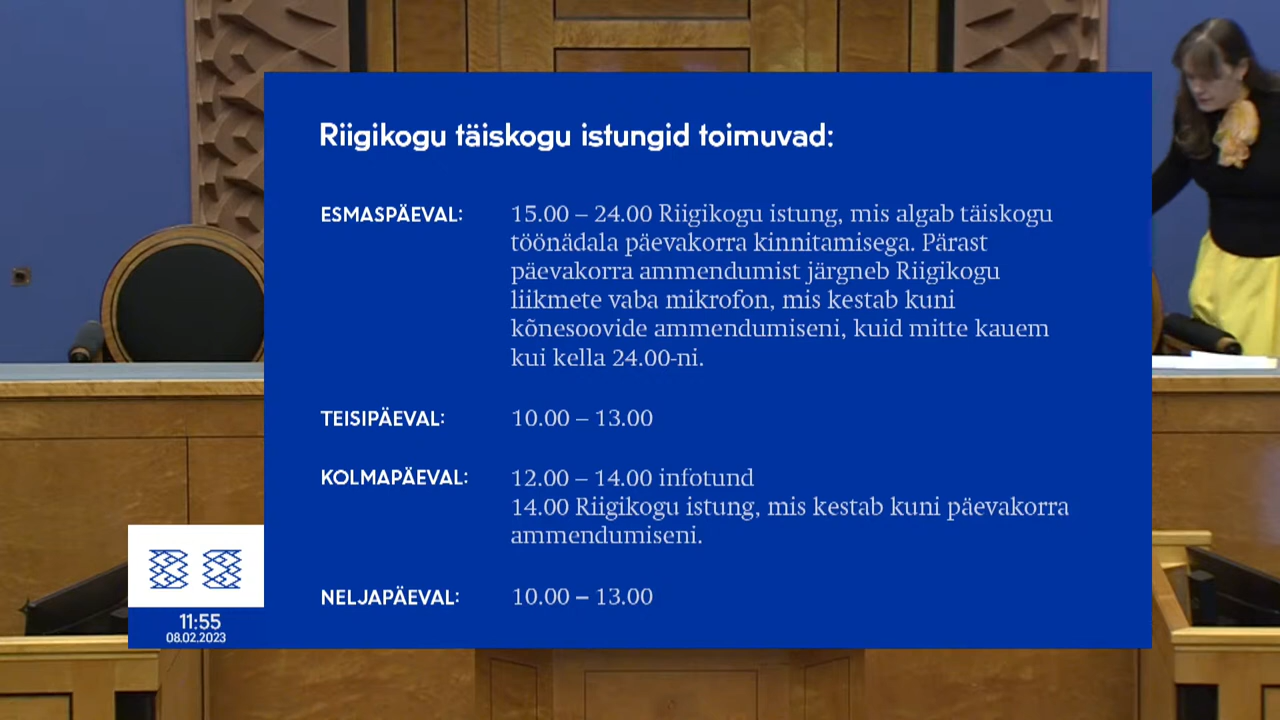 Riigikogu täiskogu istungid toimuvad:
ESMASPÄEVAL: 15.00 – 24.00 Riigikogu istung, mis algab täiskogu
töönädala päevakorra kinnitamisega. Pärast
päevakorra ammendumist järgneb Riigikogu
liikmete vaba mikrofon, mis kestab kuni
kõnesoovide ammendumiseni, kuid mitte kauem
kui kella 24.00-ni.
TEISIPÄEVAL: 10.00 – 13.00
KOLMAPÄEVAL: 12.00 – 14.00 infotund
14.00 Riigikogu istung, mis kestab kuni päevakorra
ammendumiseni.
NELJAPÄEVAL: 10.00 – 13.00
11:55
08.02.2023